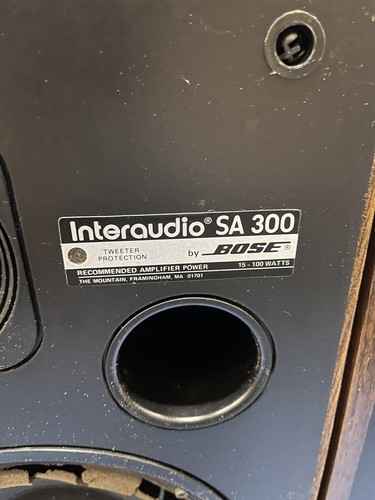 Interaudio® SA 300
TWEETER
PROTECTION
by BOSE®
RECOMMENDED AMPLIFIER POWER 15 - 100 WATTS
THE MOUNTAIN, FRAMINGHAM, MA 01701